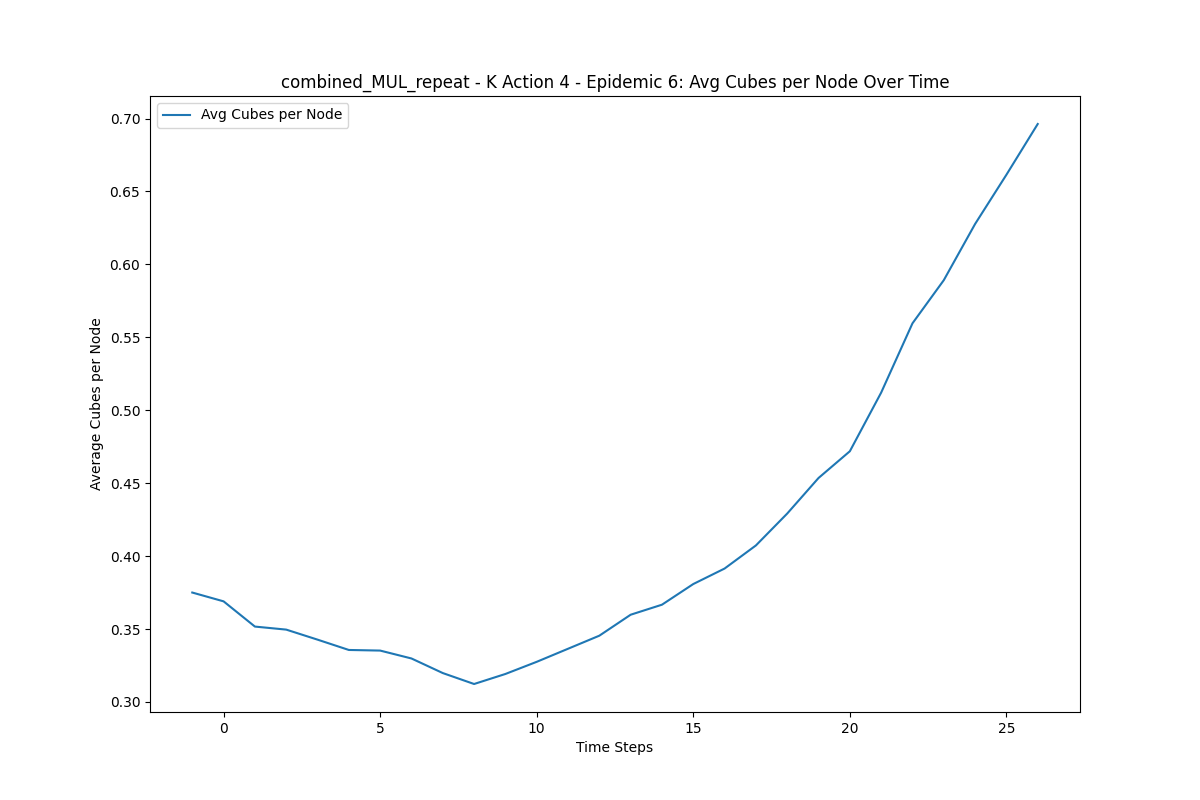 combined_MUL_repeat - K Action 4 - Epidemic 6: Avg Cubes per Node Over Time
Avg Cubes per Node
Average Cubes per Node
0.70
0.65
0.60
0.55
0.50
0.45
0.40
0.35
0.30
0 5 10 15 20 25
Time Steps